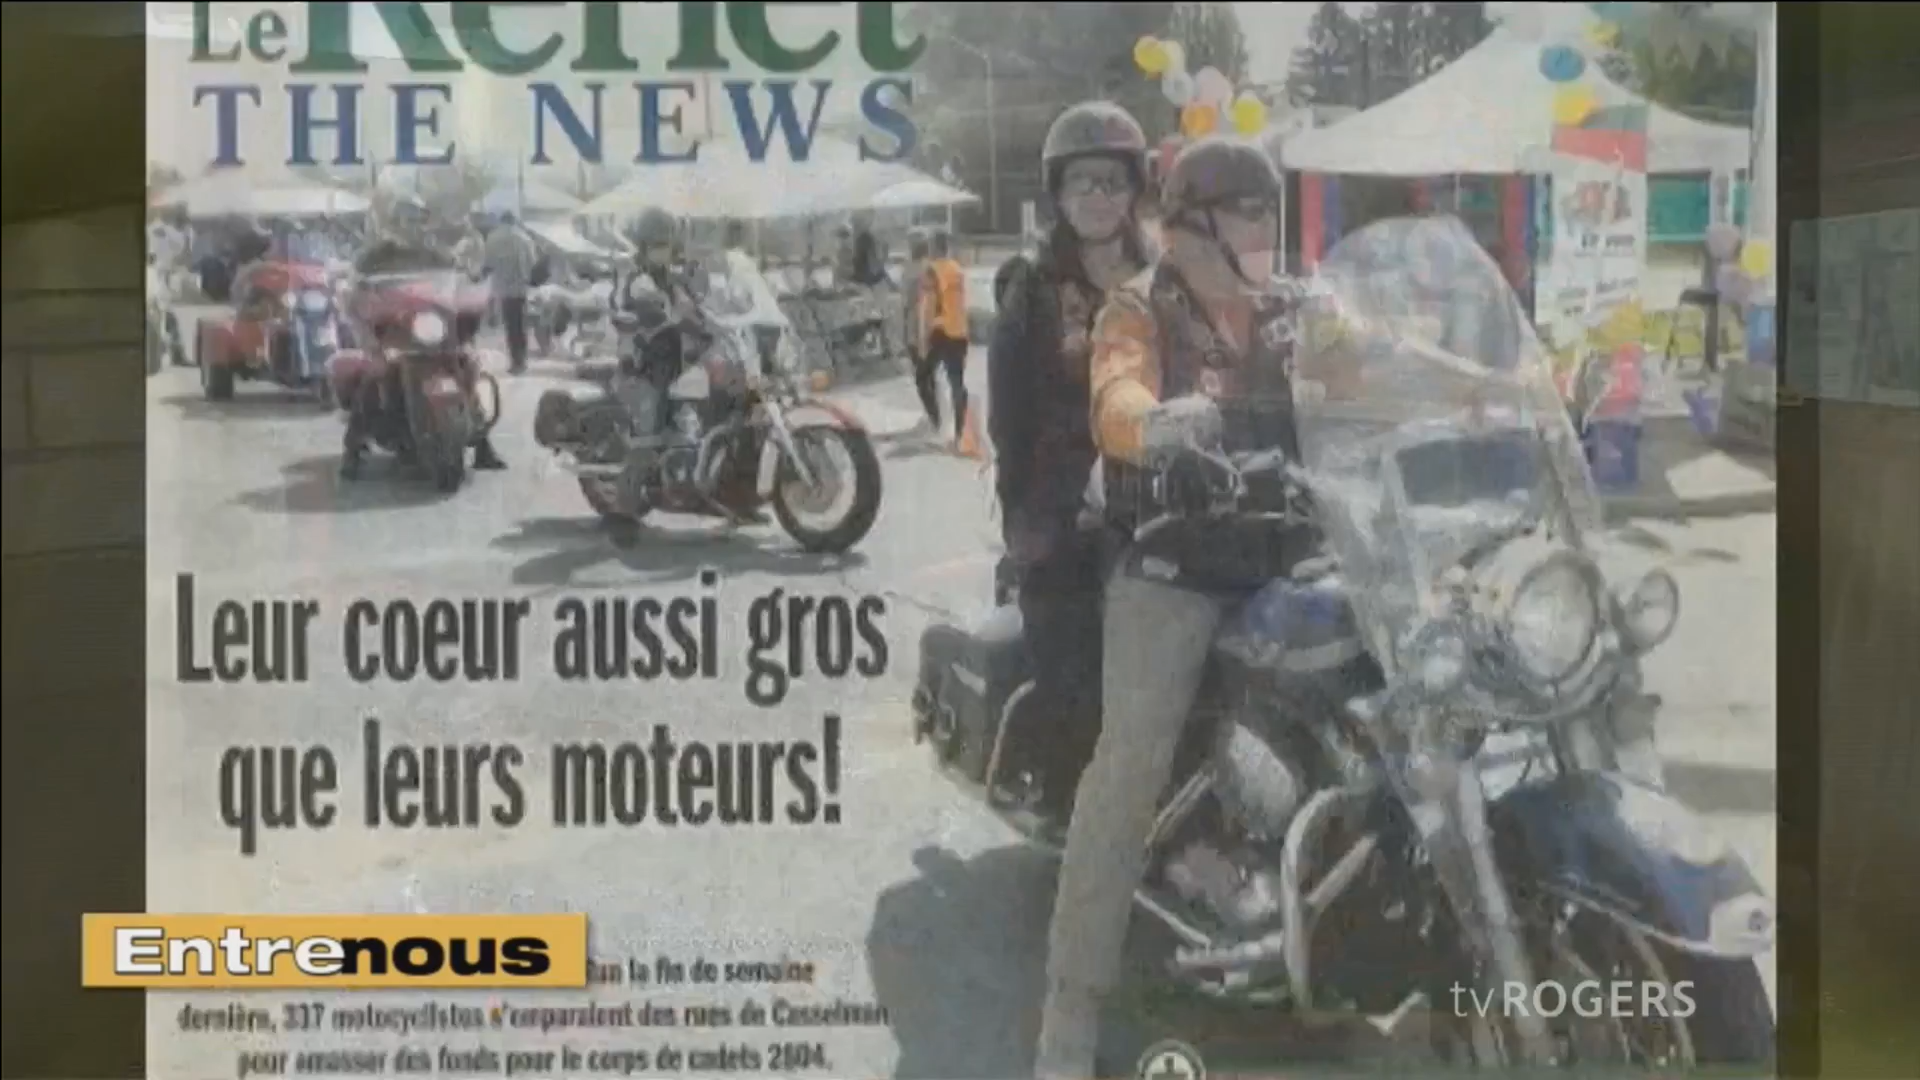 Le Reflet
THE NEWS
Leur coeur aussi gros
que leurs moteurs!
Run la fin de semaine
dernière, 337 motocyclistes s'emparaient des rues de Casselman
pour amasser des fonds pour le corps de cadets 2804.
Entrenous
tvROGERS